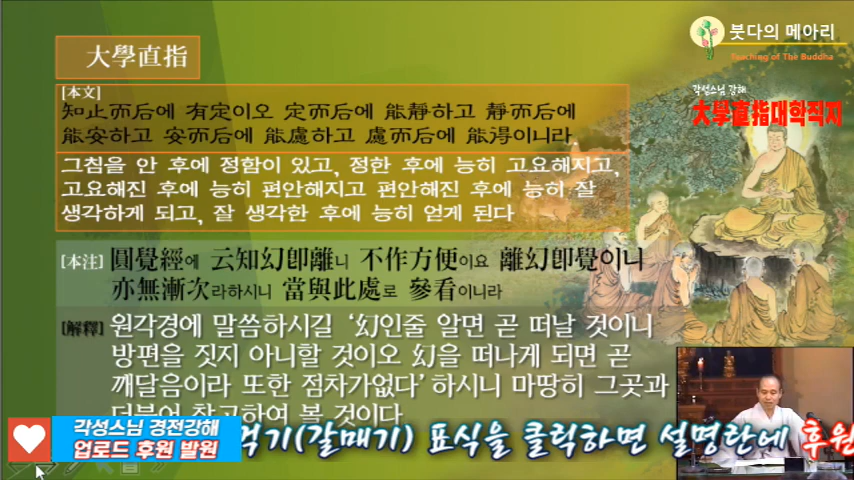 붓다의 메아리
Teaching of The Buddha
각성스님 강해
大學直指대학직지
大學直指
[本文]
知止而后에 有定이오 定而后에 能靜하고 靜而后에
能安하고 安而后에 能慮하고 慮而后에 能得이니라
그침을 안 후에 정함이 있고, 정한 후에 능히 고요해지고,
고요해진 후에 능히 편안해지고 편안해진 후에 능히 잘
생각하게 되고, 잘 생각한 후에 능히 얻게 된다
[本注] 圓覺經에 云知幻卽離니 不作方便이요 離幻卽覺이니
亦無漸次라하시니 當與此處로 參看이니라
[解釋] 원각경에 말씀하시길 ‘幻인줄 알면 곧 떠날 것이니
방편을 짓지 아니할 것이오 幻을 떠나게 되면 곧
깨달음이라 또한 점차가없다’ 하시니 마땅히 그곳과
더불어 참고하여 볼 것이다
각성스님 경전강해
업로드 후원 발원
(갈매기) 표식을 클릭하면 설명란에 후원